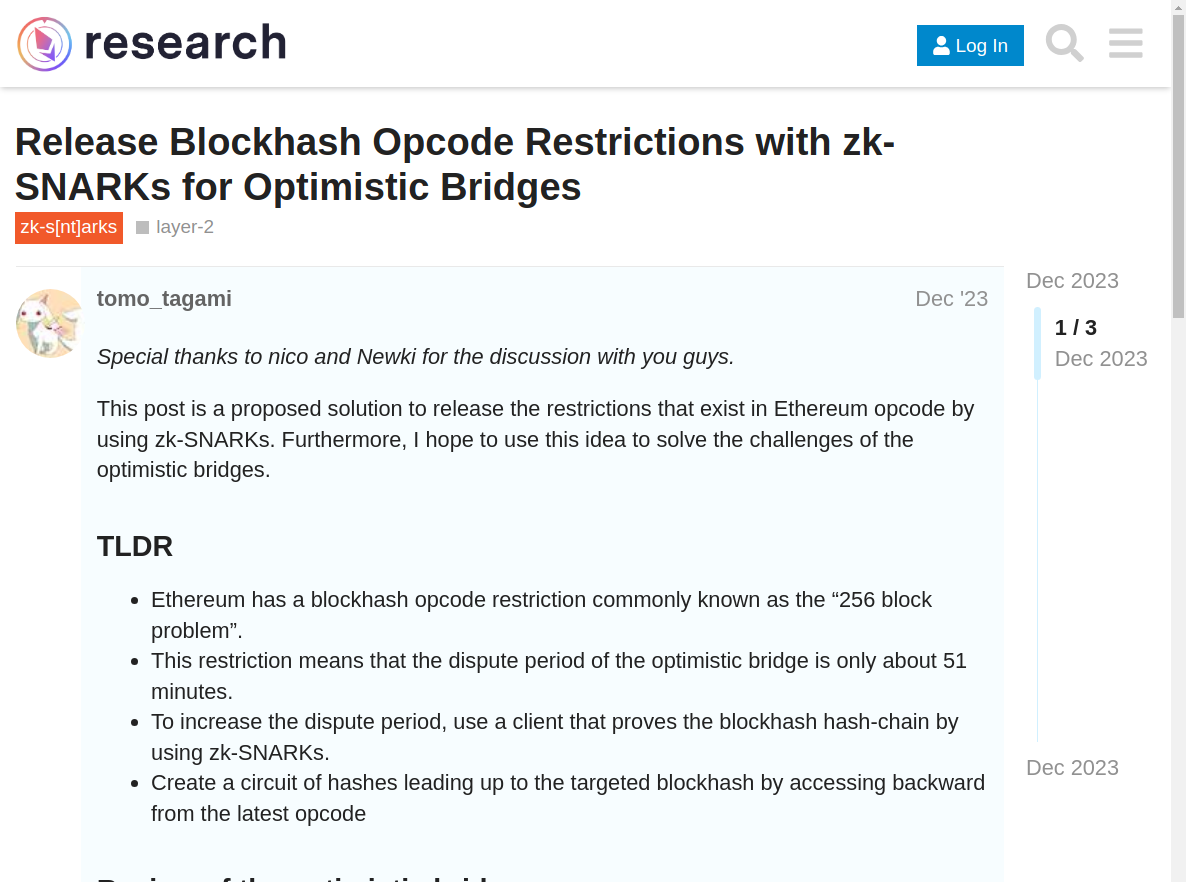 research
Log In
Release Blockhash Opcode Restrictions with zk-
SNARKs for Optimistic Bridges
zk-s[nt]arks
layer-2
tomo_tagami
Dec '23
Special thanks to nico and Newki for the discussion with you guys.
This post is a proposed solution to release the restrictions that exist in Ethereum opcode by
using zk-SNARKs. Furthermore, I hope to use this idea to solve the challenges of the
optimistic bridges.
TLDR
Ethereum has a blockhash opcode restriction commonly known as the “256 block
problem”.
This restriction means that the dispute period of the optimistic bridge is only about 51
minutes.
To increase the dispute period, use a client that proves the blockhash hash-chain by
using zk-SNARKs.
Create a circuit of hashes leading up to the targeted blockhash by accessing backward
from the latest opcode
Dec 2023
1 / 3
Dec 2023
Dec 2023